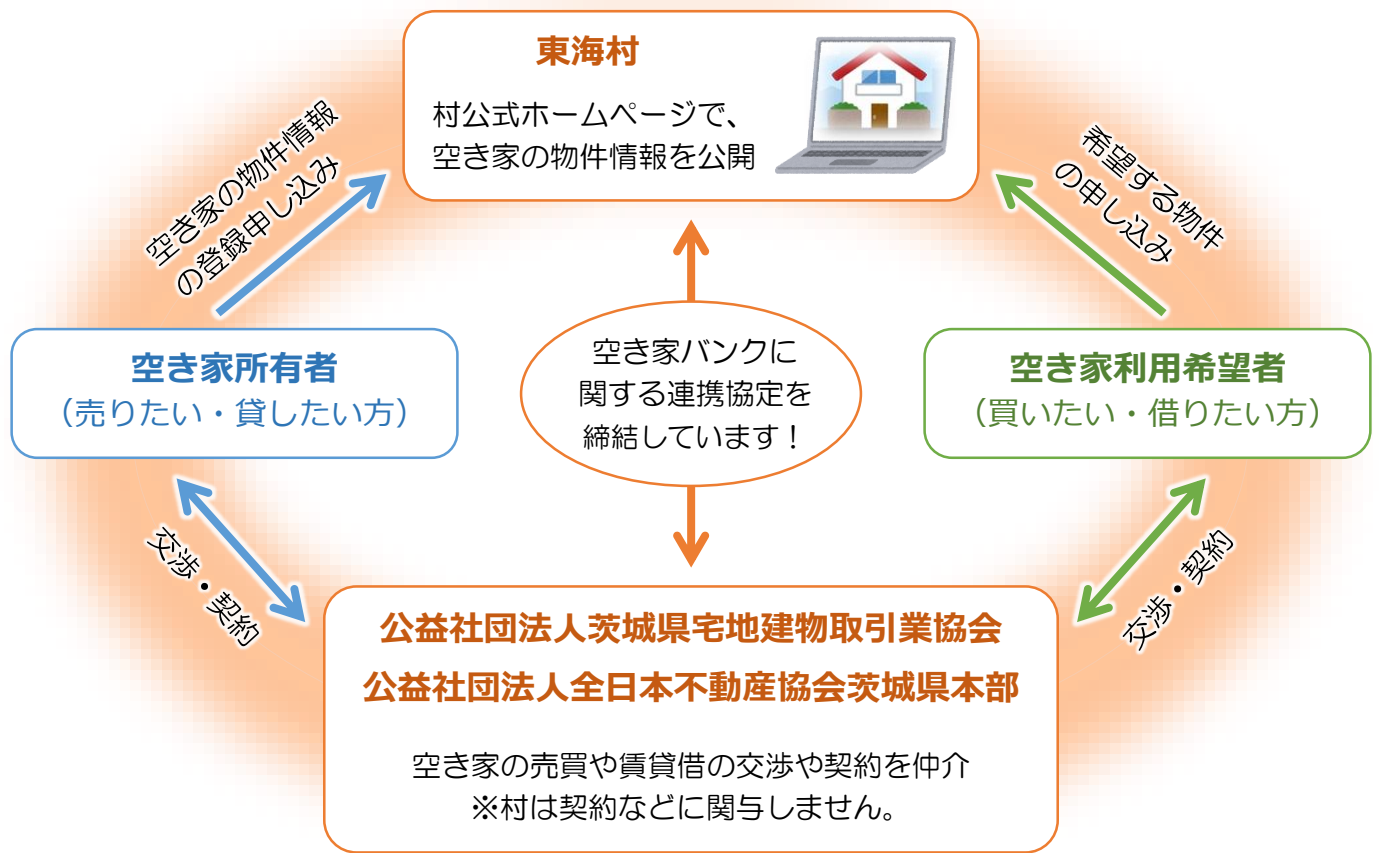 東海村
村公式ホームページで、
空き家の物件情報を公開
空き家の物件情報
の登録申し込み
希望する物件
の申し込み
空き家所有者
（売りたい・貸したい方）
空き家バンクに
関する連携協定を
締結しています！
空き家利用希望者
（買いたい・借りたい方）
交渉・契約
交渉・契約
公益社団法人茨城県宅地建物取引業協会
公益社団法人全日本不動産協会茨城県本部
空き家の売買や賃貸借の交渉や契約を仲介
※村は契約などに関与しません。